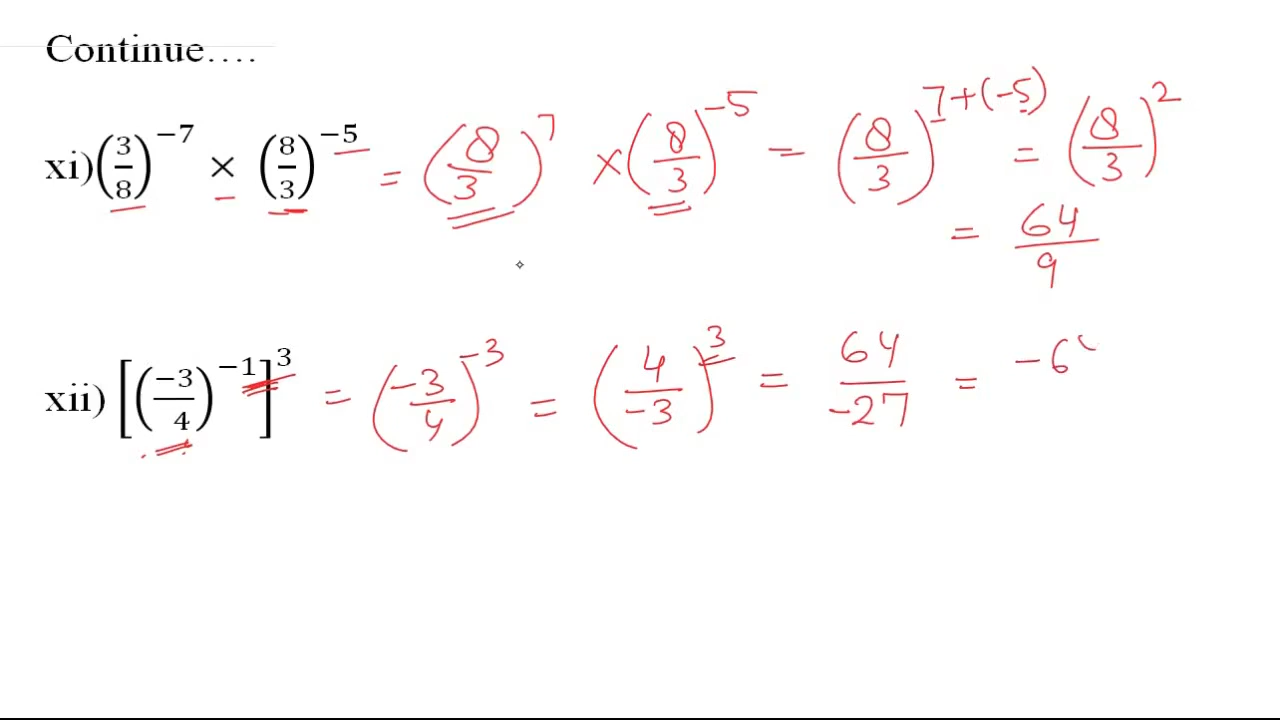 Continue....
xi) (3/8)^−7 × (8/3)^−5 = (8/3)^7 × (8/3)^−5 = (8/3)^7+(−5) = (8/3)^2
= 64/9
xii) [(−3/4)^−1]^3 = (−3/4)^−3 = (4/−3)^3 = 64/−27 = −6